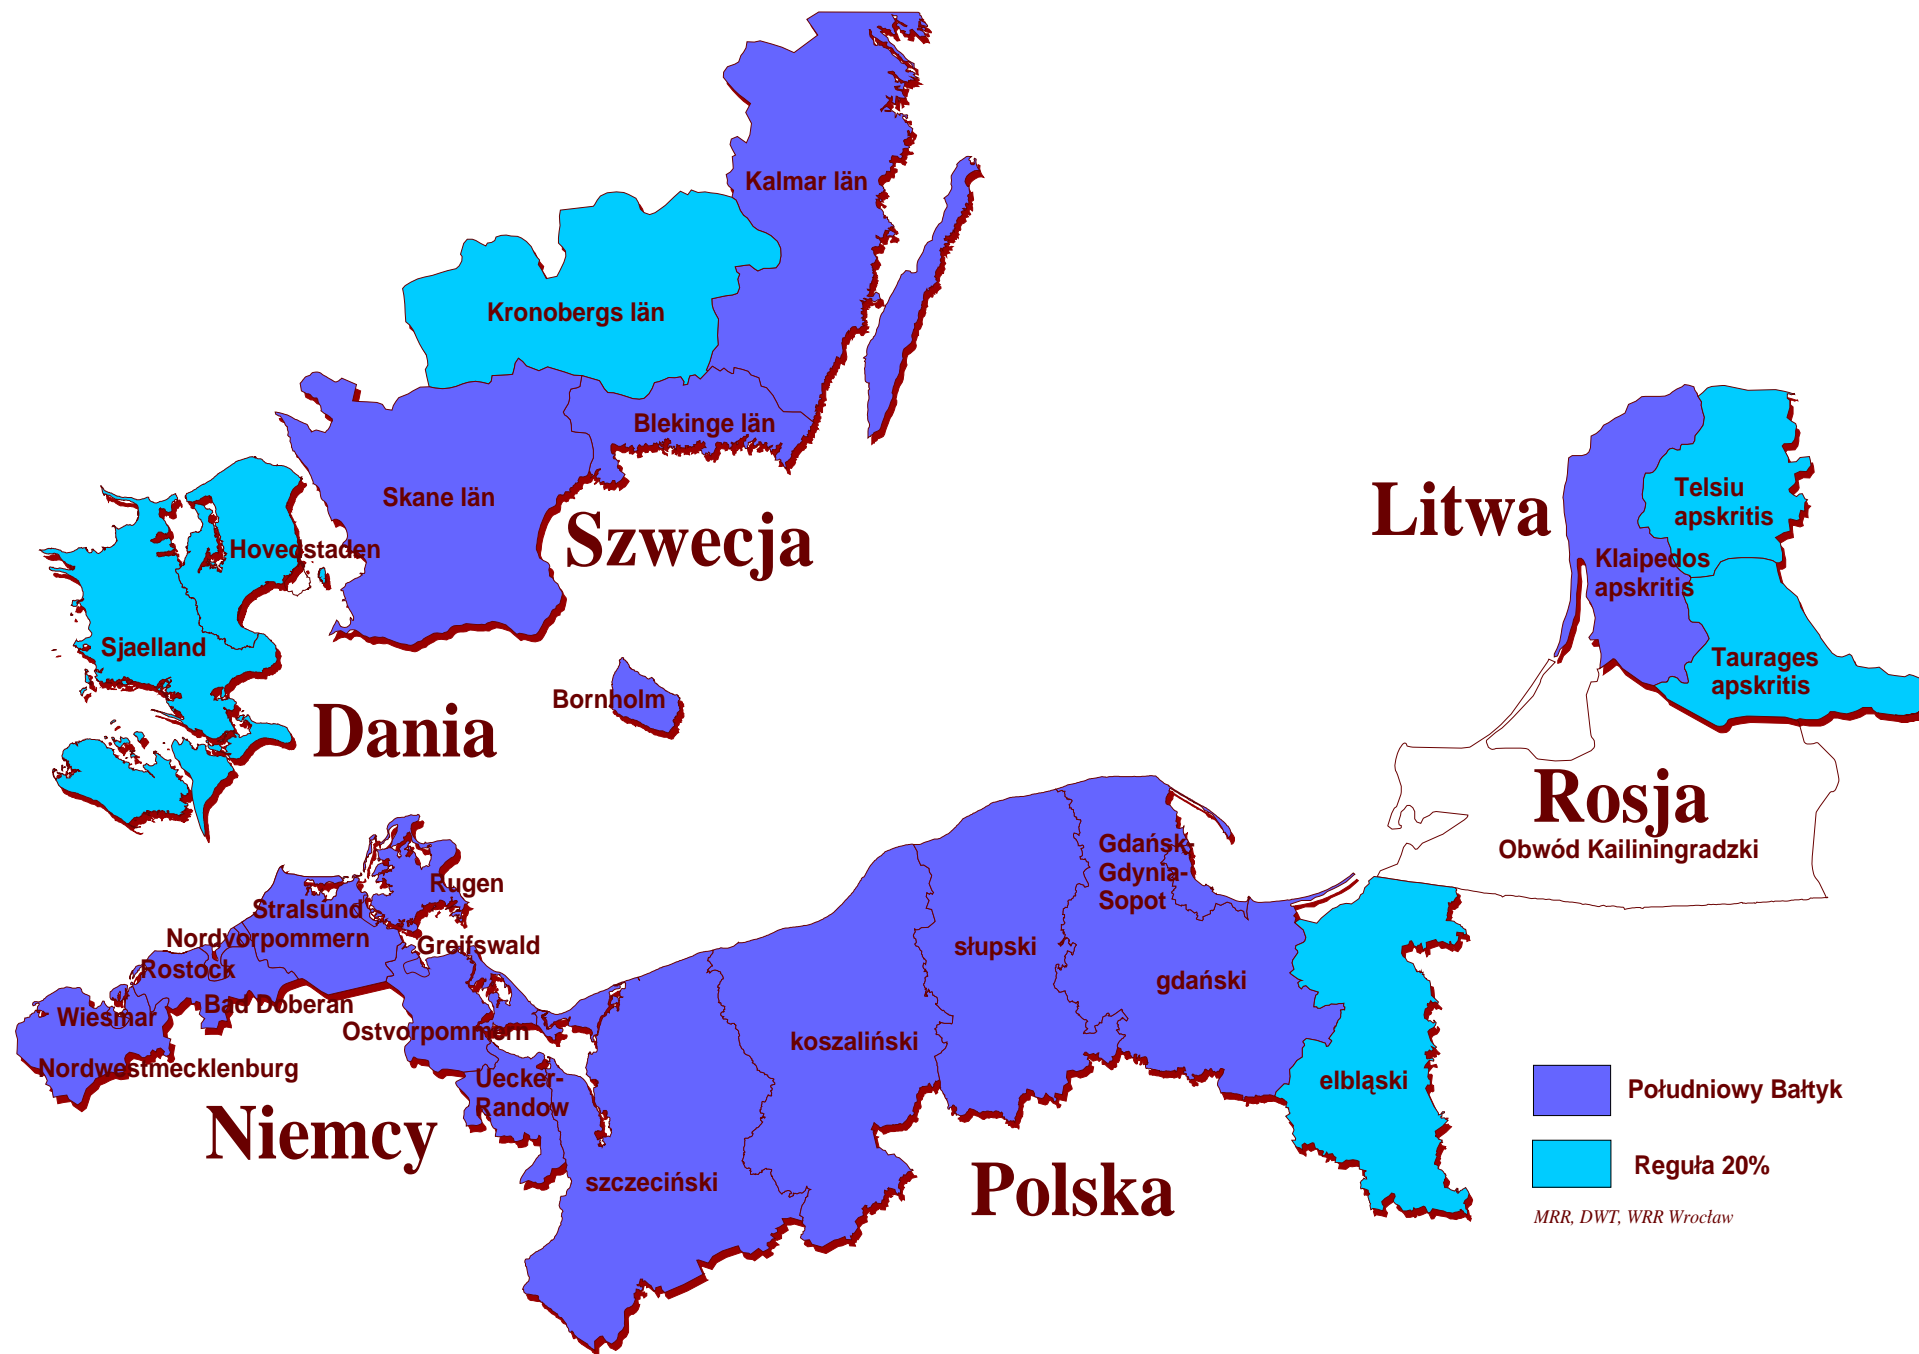 Kalmar län
Kronobergs län
Blekinge län
Skane län
Szwecja
Hovedstaden
Sjaelland
Dania
Bornholm
Litwa
Telsiu
apskritis
Klaipedos
apskritis
Taurages
apskritis
Rosja
Obwód Kailiningradzki
Rugen
Stralsund
Nordvorpommern
Greifswald
Rostock
Bad Doberan
Wiesmar
Ostvorpommern
Nordwestmecklenburg
Uecker-
Randow
Niemcy
Gdańsk-
Gdynia-
Sopot
słupski
gdański
koszaliński
elbląski
szczeciński
Polska
Południowy Bałtyk
Reguła 20%
MRR, DWT, WRR Wrocław